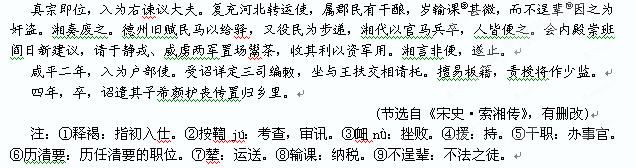 真宗即位，入为右谏议大夫。复充河北转运使，属郡民有干酿，岁输课⑧甚微，而不逞辈⑨因之为
奸盗。湘奏废之。德州旧赋民马以给驿，又役民为步递，湘代以官马兵卒，人皆便之。会内殿崇班
阎日新建议，请于静戎、威虏两军置场鬻茶，收其利以资军用。湘言非便，遂止。
咸平二年，入为户部使。受诏详定三司编敕，坐与王扶交相请托。擅易板籍，责授将作少监。
四年，卒，诏遣其子希颜护丧传置归乡里。
(节选自《宋史·索湘传》，有删改)
注：①释褐：指初入仕。②按鞫 jú：考查，审讯。③衄 nǜ：挫败。④摄：持。⑤干职：办事官。
⑥历清要：历任清要的职位。⑦辇：运送。⑧输课：纳税。⑨不逞辈：不法之徒。